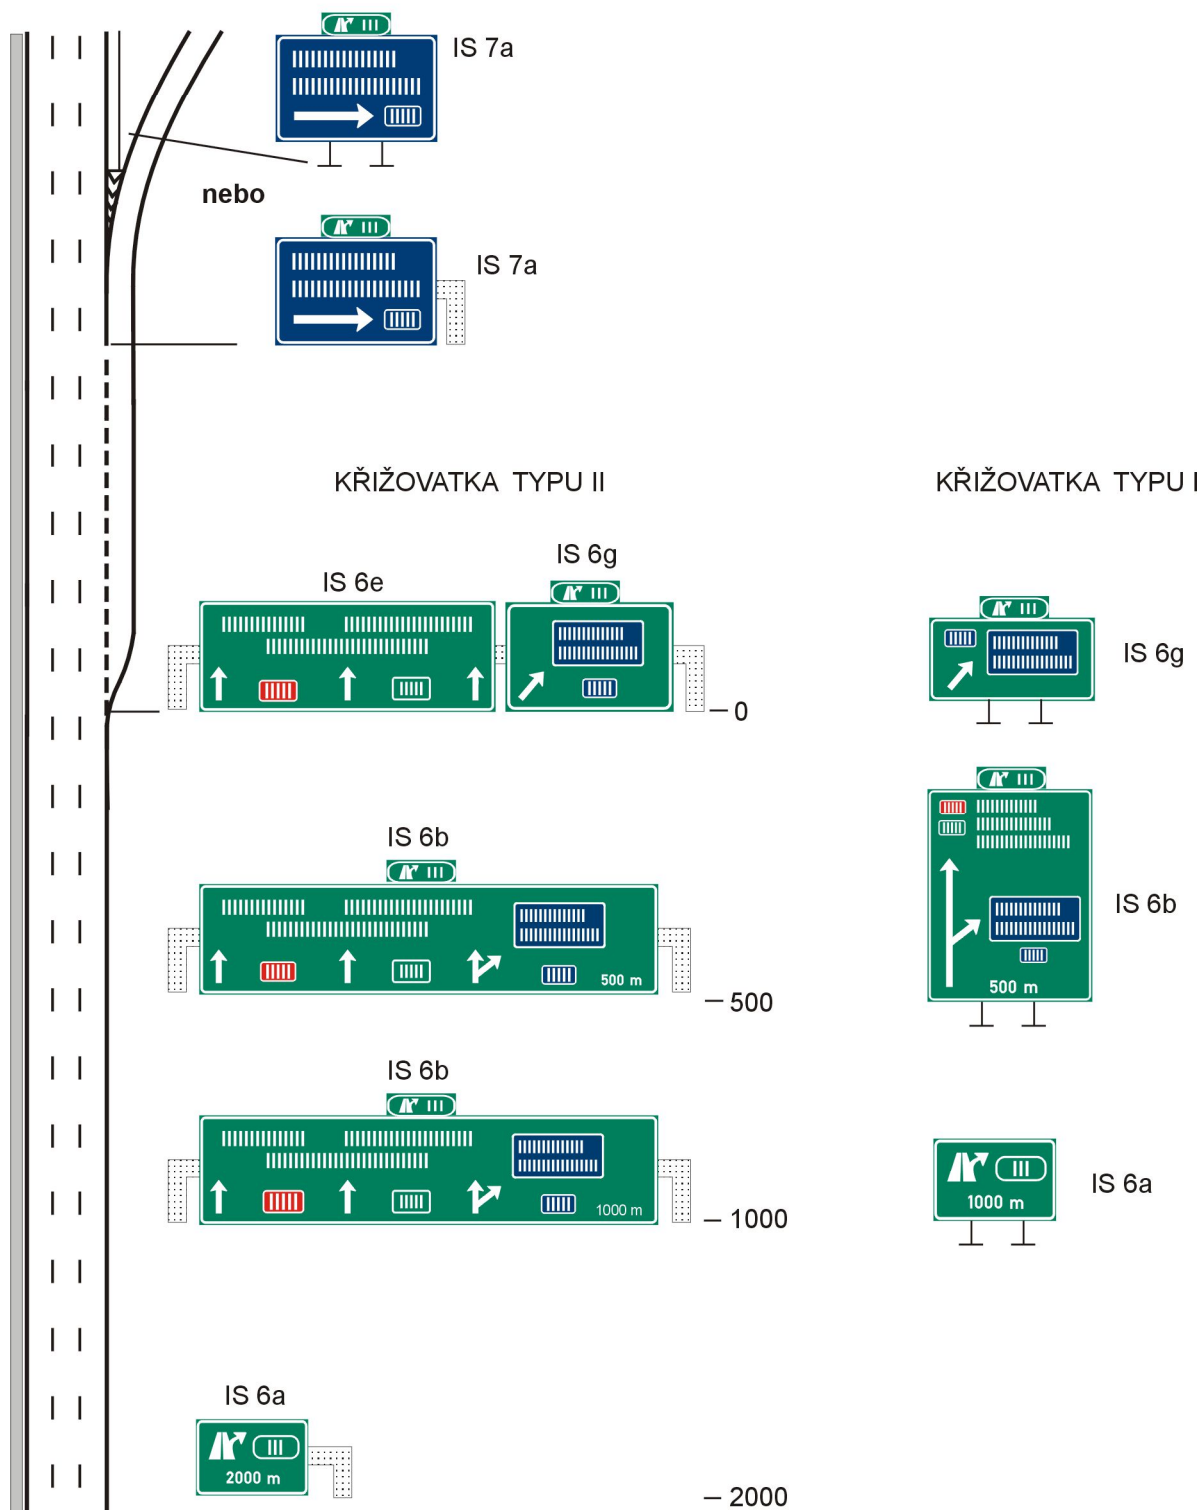 IS 7a
nebo
IS 7a
KŘIŽOVATKA TYPU II
KŘIŽOVATKA TYPU I
IS 6g
IS 6e
IS 6g
0
IS 6b
IS 6b
500 m
500 m
500
IS 6b
IS 6a
1000 m
1000 m
1000
IS 6a
2000 m
2000